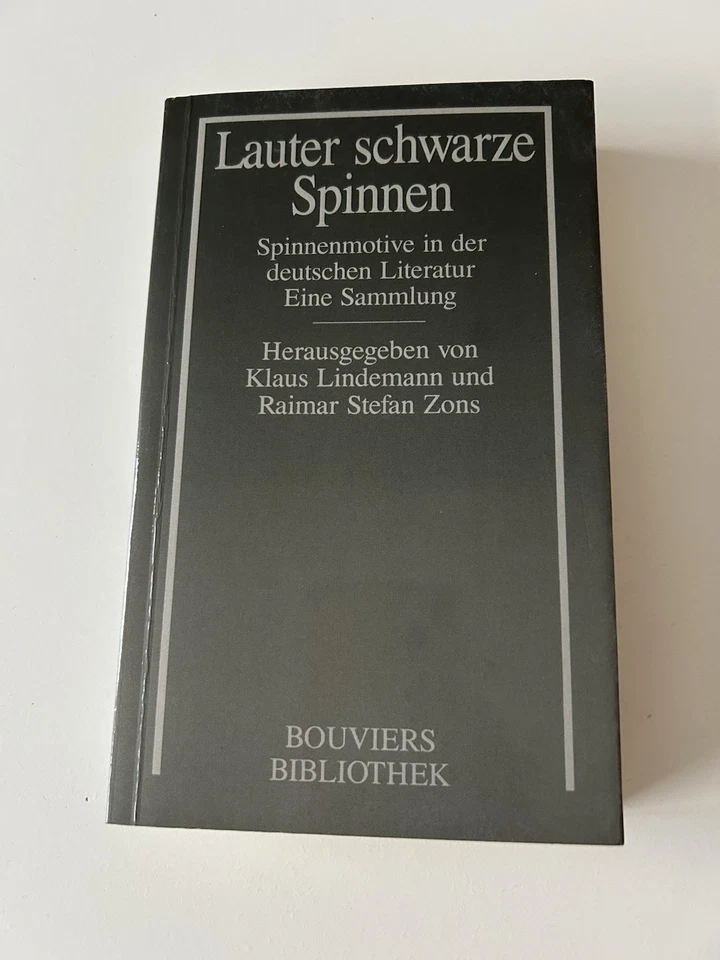 Lauter schwarze
Spinnen
Spinnenmotive in der
deutschen Literatur
Eine Sammlung
Herausgegeben von
Klaus Lindemann und
Raimar Stefan Zons
BOUVIERS
BIBLIOTHEK